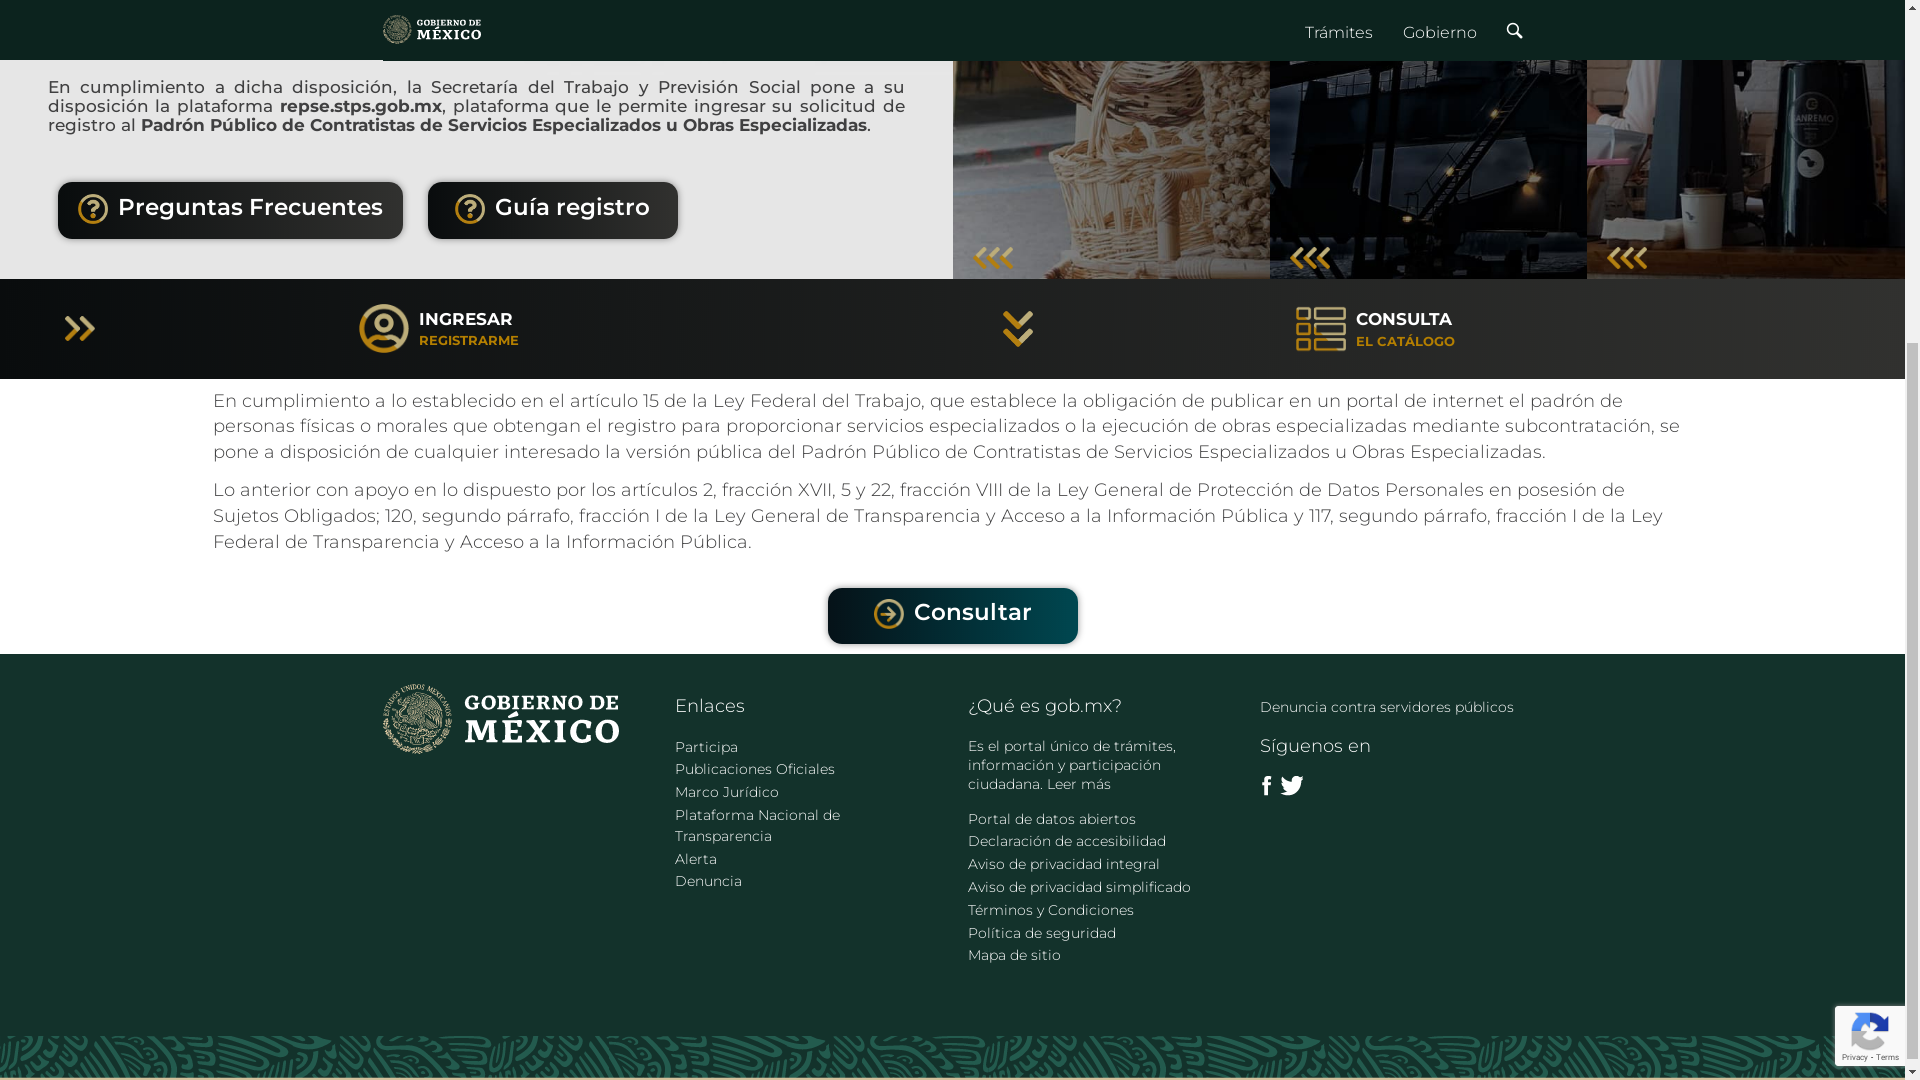 GOBIERNO DE
MÉXICO
Trámites
Gobierno
En cumplimiento a dicha disposición, la Secretaría del Trabajo y Previsión Social pone a su
disposición la plataforma repse.stps.gob.mx, plataforma que le permite ingresar su solicitud de
registro al Padrón Público de Contratistas de Servicios Especializados u Obras Especializadas.
Preguntas Frecuentes
Guía registro
INGRESAR
REGISTRARME
CONSULTA
EL CATÁLOGO
En cumplimiento a lo establecido en el artículo 15 de la Ley Federal del Trabajo, que establece la obligación de publicar en un portal de internet el padrón de
personas físicas o morales que obtengan el registro para proporcionar servicios especializados o la ejecución de obras especializadas mediante subcontratación, se
pone a disposición de cualquier interesado la versión pública del Padrón Público de Contratistas de Servicios Especializados u Obras Especializadas.
Lo anterior con apoyo en lo dispuesto por los artículos 2, fracción XVII, 5 y 22, fracción VIII de la Ley General de Protección de Datos Personales en posesión de
Sujetos Obligados; 120, segundo párrafo, fracción I de la Ley General de Transparencia y Acceso a la Información Pública y 117, segundo párrafo, fracción I de la Ley
Federal de Transparencia y Acceso a la Información Pública.
Consultar
ESTADOS UNIDOS MEXICANOS
GOBIERNO DE
MÉXICO
Enlaces
Participa
Publicaciones Oficiales
Marco Jurídico
Plataforma Nacional de
Transparencia
Alerta
Denuncia
¿Qué es gob.mx?
Es el portal único de trámites,
información y participación
ciudadana. Leer más
Portal de datos abiertos
Declaración de accesibilidad
Aviso de privacidad integral
Aviso de privacidad simplificado
Términos y Condiciones
Política de seguridad
Mapa de sitio
Denuncia contra servidores públicos
Síguenos en
Privacy - Terms